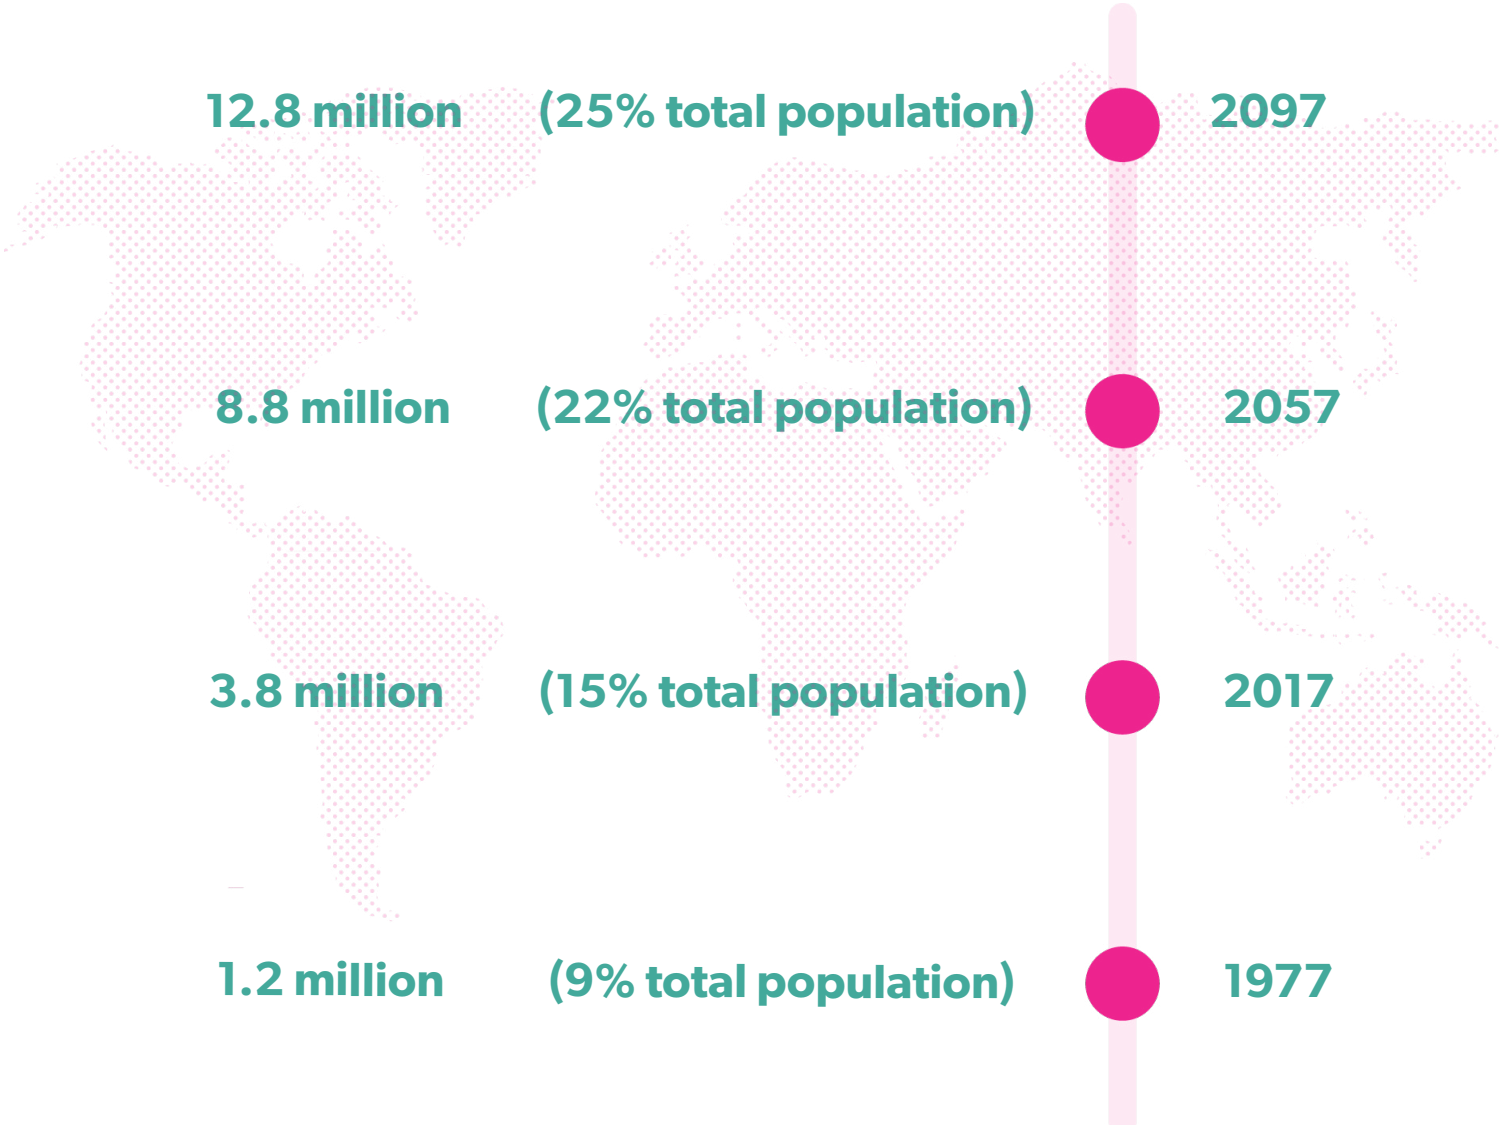 12.8 million (25% total population) 2097
8.8 million (22% total population) 2057
3.8 million (15% total population) 2017
1.2 million (9% total population) 1977